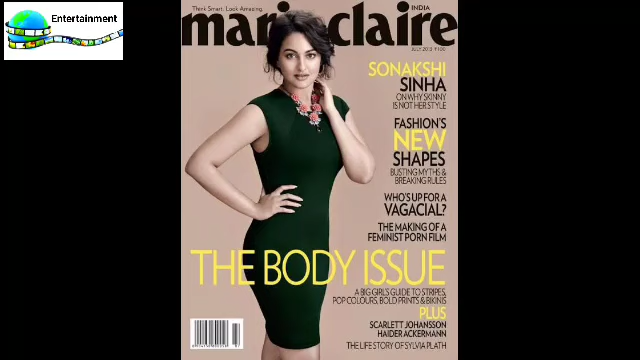 Entertainment
Think Smart. Look Amazing.
marie claire
INDIA
JULY 2013 ₹100
SONAKSHI
SINHA
ON WHY SKINNY
IS NOT HER STYLE
FASHION'S
NEW
SHAPES
BUSTING MYTHS &
BREAKING RULES
WHO'S UP FOR A
VAGACIAL?
THE MAKING OF A
FEMINIST PORN FILM
THE BODY ISSUE
A BIG GIRL'S GUIDE TO STRIPES,
POP COLOURS, BOLD PRINTS & BIKINIS
PLUS
SCARLETT JOHANSSON
HAIDER ACKERMANN
THE LIFE STORY OF SYLVIA PLATH